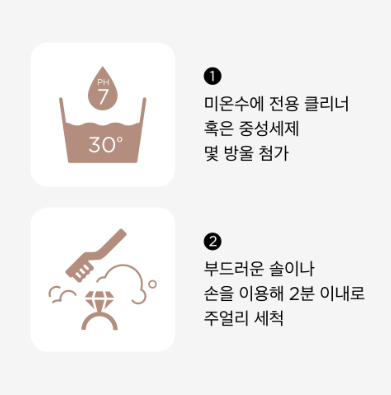 PH
7
30°
1
미온수에 전용 클리너
혹은 중성세제
몇 방울 첨가
2
부드러운 솔이나
손을 이용해 2분 이내로
주얼리 세척